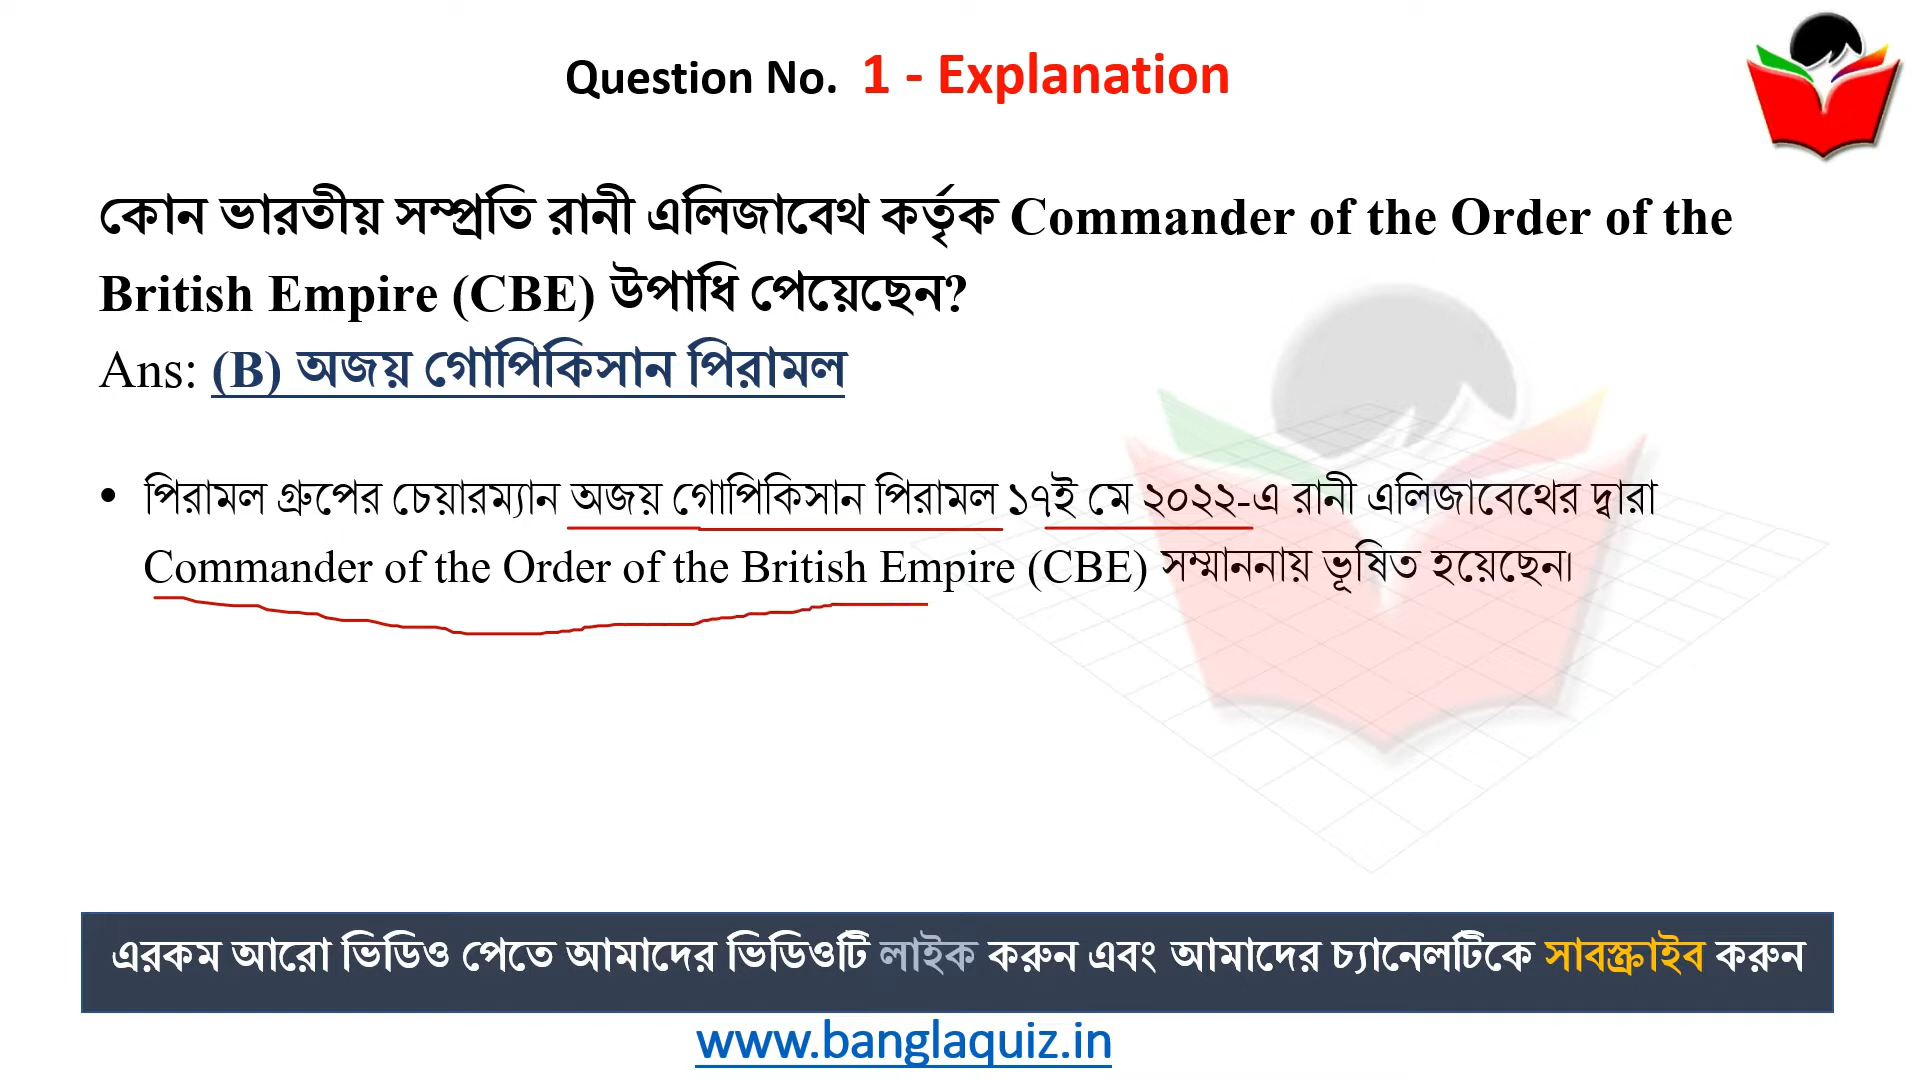 Question No. 1 - Explanation
কোন ভারতীয় সম্প্রতি রানী এলিজাবেথ কর্তৃক Commander of the Order of the
British Empire (CBE) উপাধি পেয়েছেন?
Ans: (B) অজয় গোপিকিসান পিরামল
• পিরামল গ্রুপের চেয়ারম্যান অজয় গোপিকিসান পিরামল ১৭ই মে ২০২২-এ রানী এলিজাবেথের দ্বারা
Commander of the Order of the British Empire (CBE) সম্মাননায় ভূষিত হয়েছেন।
এরকম আরো ভিডিও পেতে আমাদের ভিডিওটি লাইক করুন এবং আমাদের চ্যানেলটিকে সাবস্ক্রাইব করুন
www.banglaquiz.in